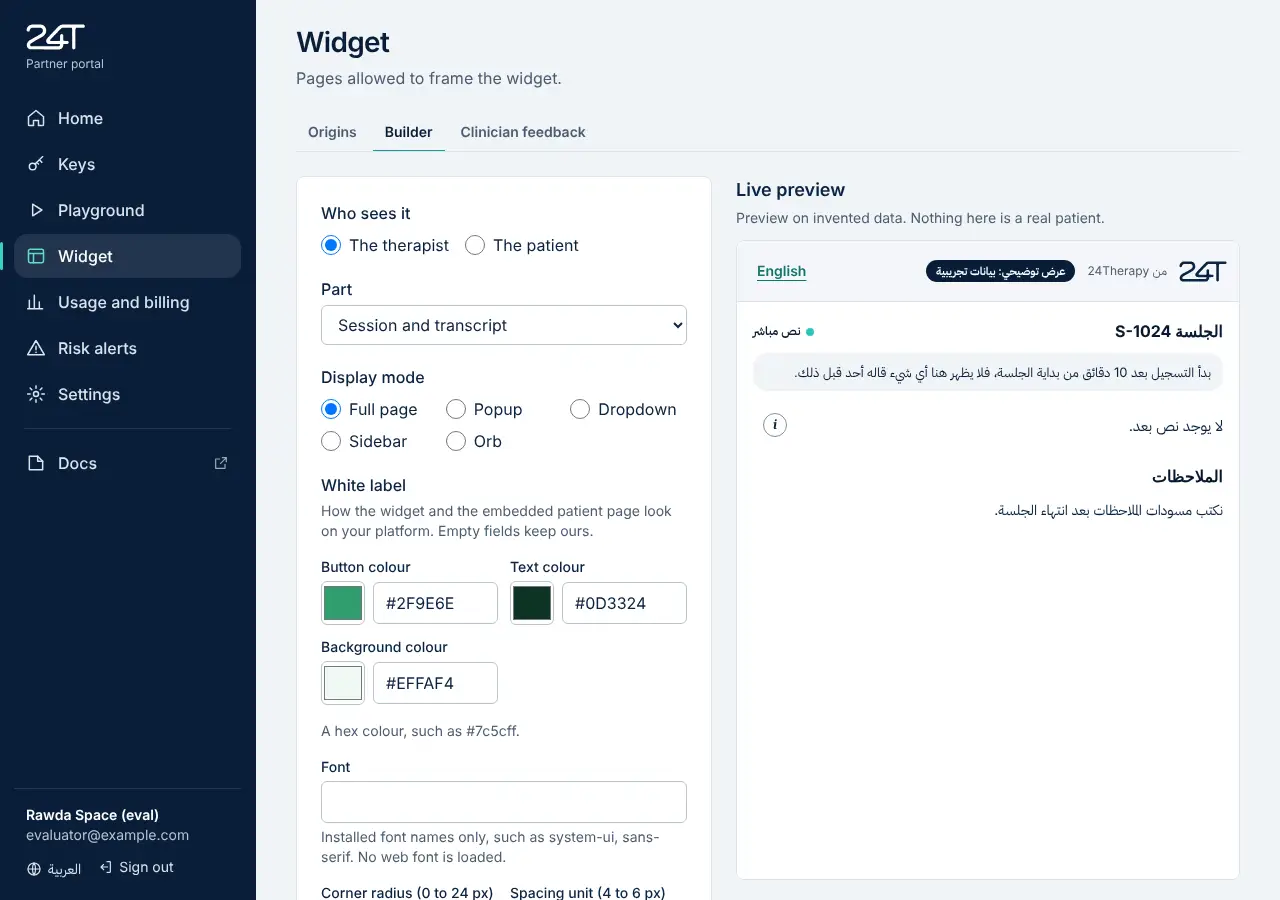 24T
Partner portal
Home
Keys
Playground
Widget
Usage and billing
Risk alerts
Settings
Docs
Rawda Space (eval)
evaluator@example.com
العربية
Sign out
Widget
Pages allowed to frame the widget.
Origins
Builder
Clinician feedback
Who sees it
The therapist
The patient
Part
Session and transcript
Display mode
Full page
Popup
Dropdown
Sidebar
Orb
White label
How the widget and the embedded patient page look
on your platform. Empty fields keep ours.
Button colour
Text colour
#2F9E6E
#0D3324
Background colour
#EFFAF4
A hex colour, such as #7c5cff.
Font
Installed font names only, such as system-ui, sans-
serif. No web font is loaded.
Corner radius (0 to 24 px)
Spacing unit (4 to 6 px)
Live preview
Preview on invented data. Nothing here is a real patient.
24T
من 24Therapy
عرض توضيحي: بيانات تجريبية
English
الجلسة S-1024
نص مباشر
بدأ التسجيل بعد 10 دقائق من بداية الجلسة، فلا يظهر هنا أي شيء قاله أحد قبل ذلك.
لا يوجد نص بعد.
i
الملاحظات
نكتب مسودات الملاحظات بعد انتهاء الجلسة.